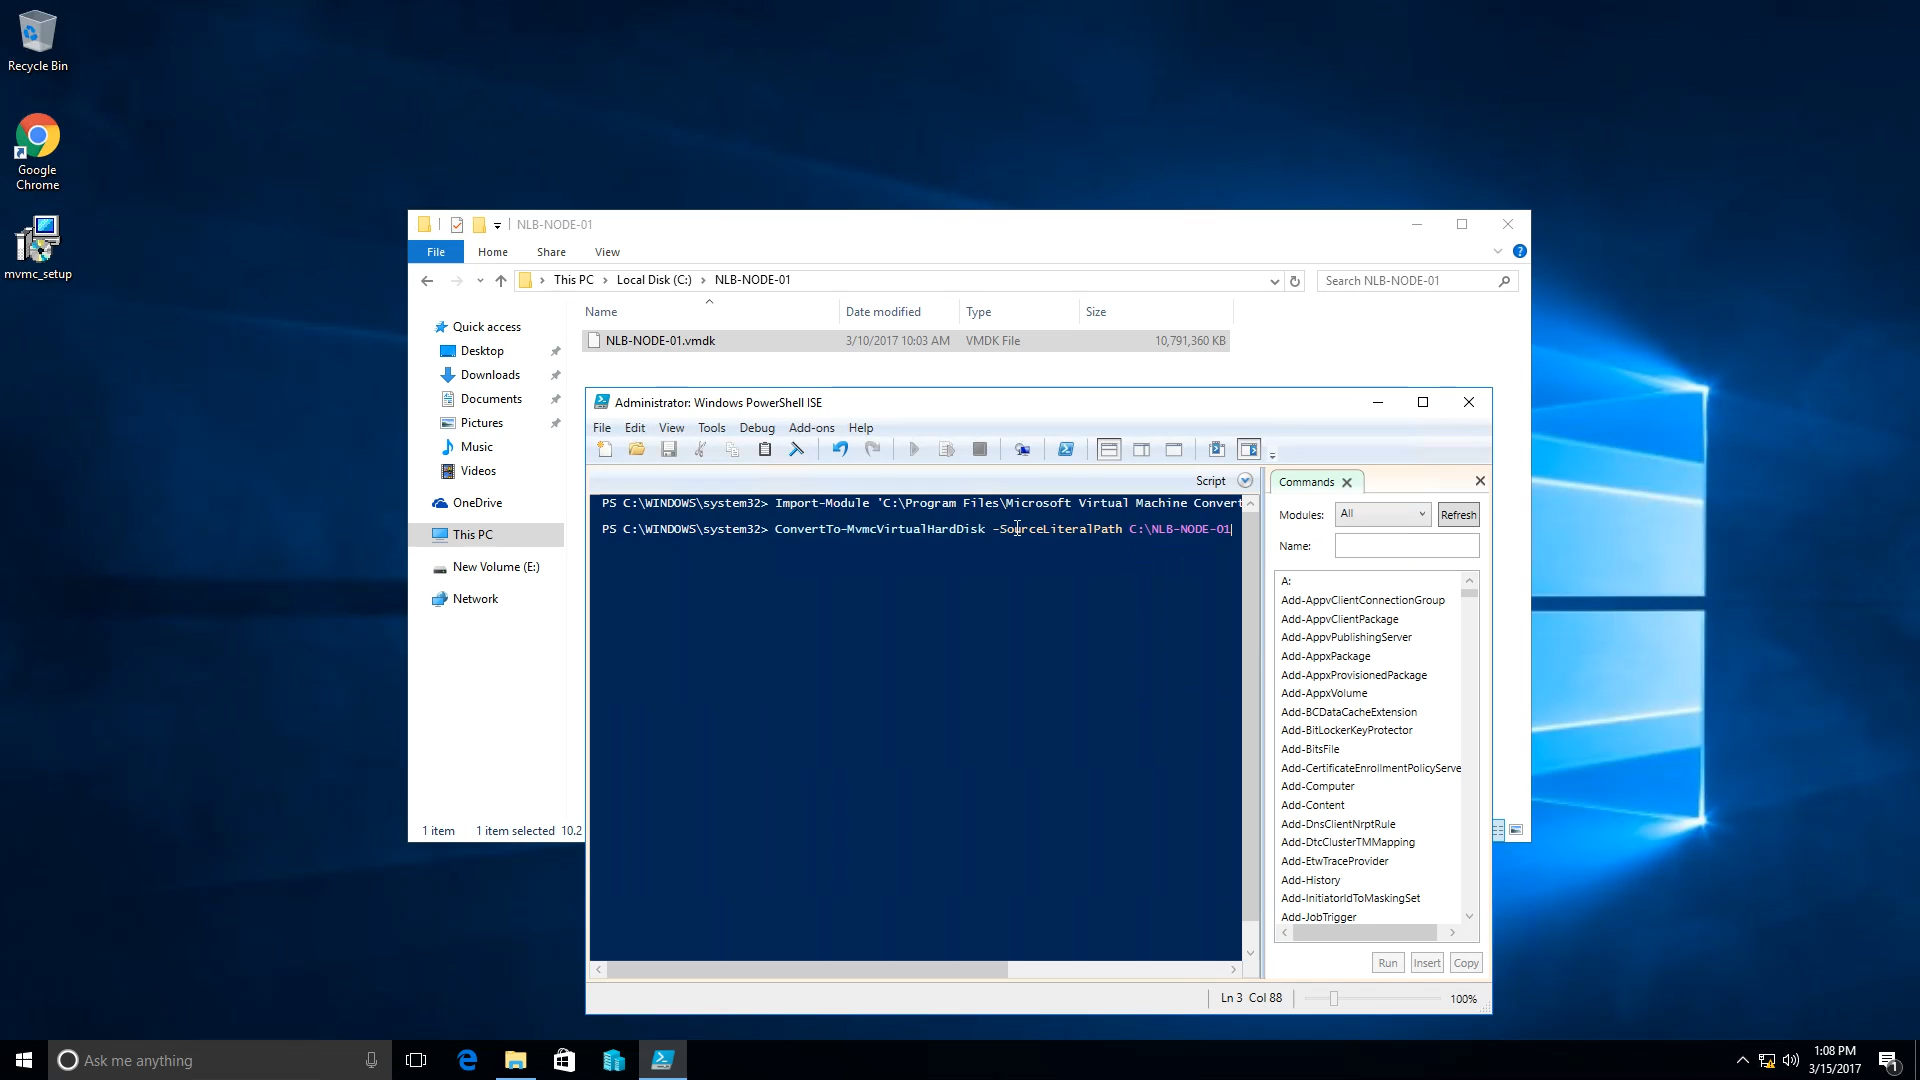 Recycle Bin
Google
Chrome
mvmc_setup
NLB-NODE-01
File Home Share View
This PC Local Disk (C:) NLB-NODE-01
Search NLB-NODE-01
Name Date modified Type Size
NLB-NODE-01.vmdk 3/10/2017 10:03 AM VMDK File 10,791,360 KB
Quick access
Desktop
Downloads
Documents
Pictures
Music
Videos
OneDrive
This PC
New Volume (E:)
Network
1 item 1 item selected 10.2
Administrator: Windows PowerShell ISE
File Edit View Tools Debug Add-ons Help
Script
PS C:\WINDOWS\system32> Import-Module 'C:\Program Files\Microsoft Virtual Machine Convert
PS C:\WINDOWS\system32> ConvertTo-MvmcVirtualHardDisk -SourceLiteralPath C:\NLB-NODE-01
Commands
Modules: All Refresh
Name:
A:
Add-AppvClientConnectionGroup
Add-AppvClientPackage
Add-AppvPublishingServer
Add-AppxPackage
Add-AppxProvisionedPackage
Add-AppxVolume
Add-BCDataCacheExtension
Add-BitLockerKeyProtector
Add-BitsFile
Add-CertificateEnrollmentPolicyServe
Add-Computer
Add-Content
Add-DnsClientNrptRule
Add-DtcClusterTMMapping
Add-EtwTraceProvider
Add-History
Add-InitiatorIdToMaskingSet
Add-JobTrigger
Run Insert Copy
Ln 3 Col 88 100%
Ask me anything
1:08 PM
3/15/2017
1